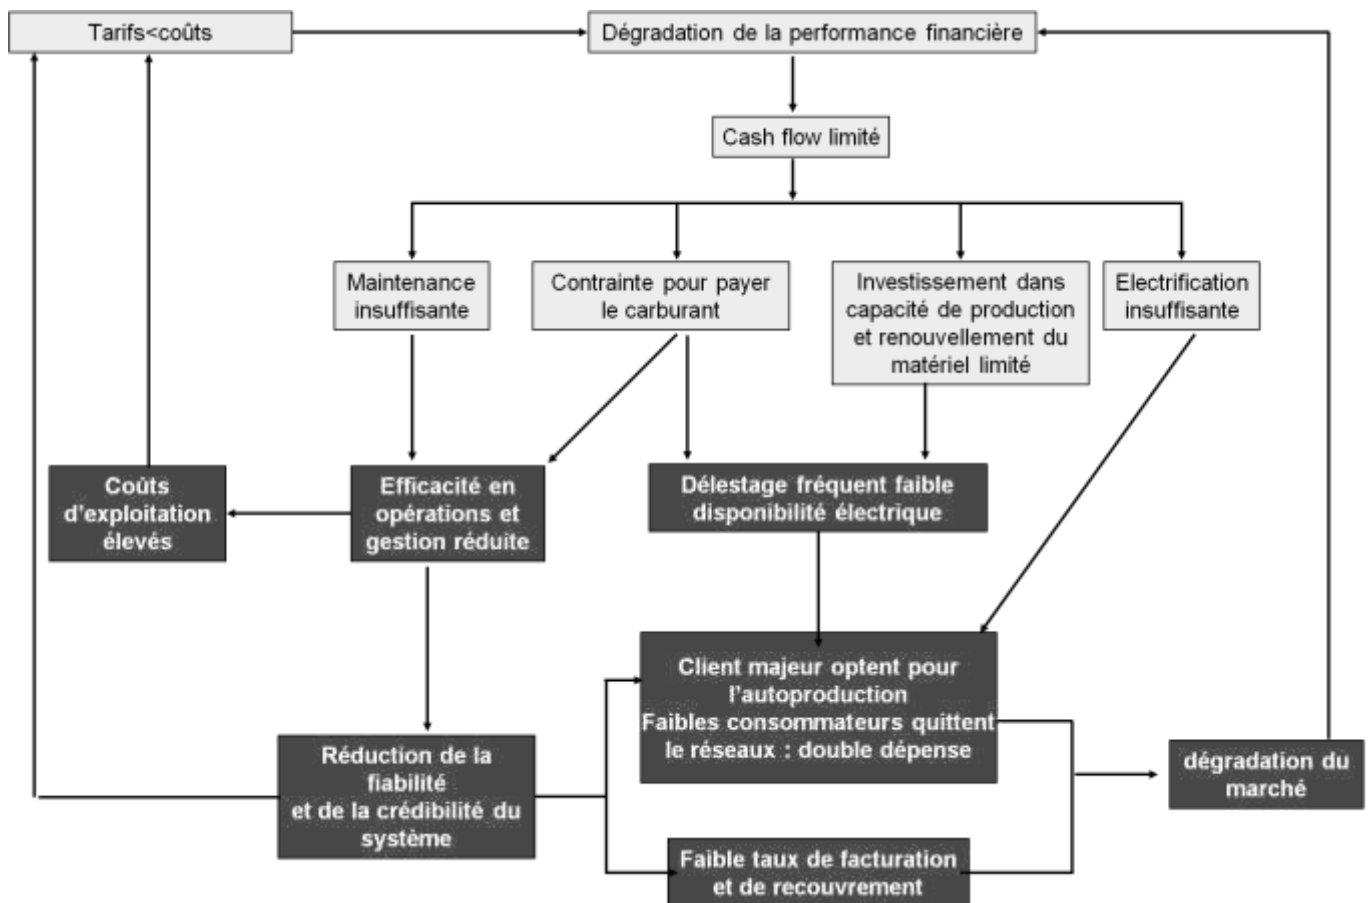 Tarifs<coûts
Dégradation de la performance financière
Cash flow limité
Maintenance
insuffisante
Contrainte pour payer
le carburant
Investissement dans
capacité de production
et renouvellement du
matériel limité
Electrification
insuffisante
Coûts
d'exploitation
élevés
Efficacité en
opérations et
gestion réduite
Délestage fréquent faible
disponibilité électrique
Client majeur optent pour
l'autoproduction
Faibles consommateurs quittent
le réseaux : double dépense
Réduction de la
fiabilité
et de la crédibilité du
système
dégradation du
marché
Faible taux de facturation
et de recouvrement